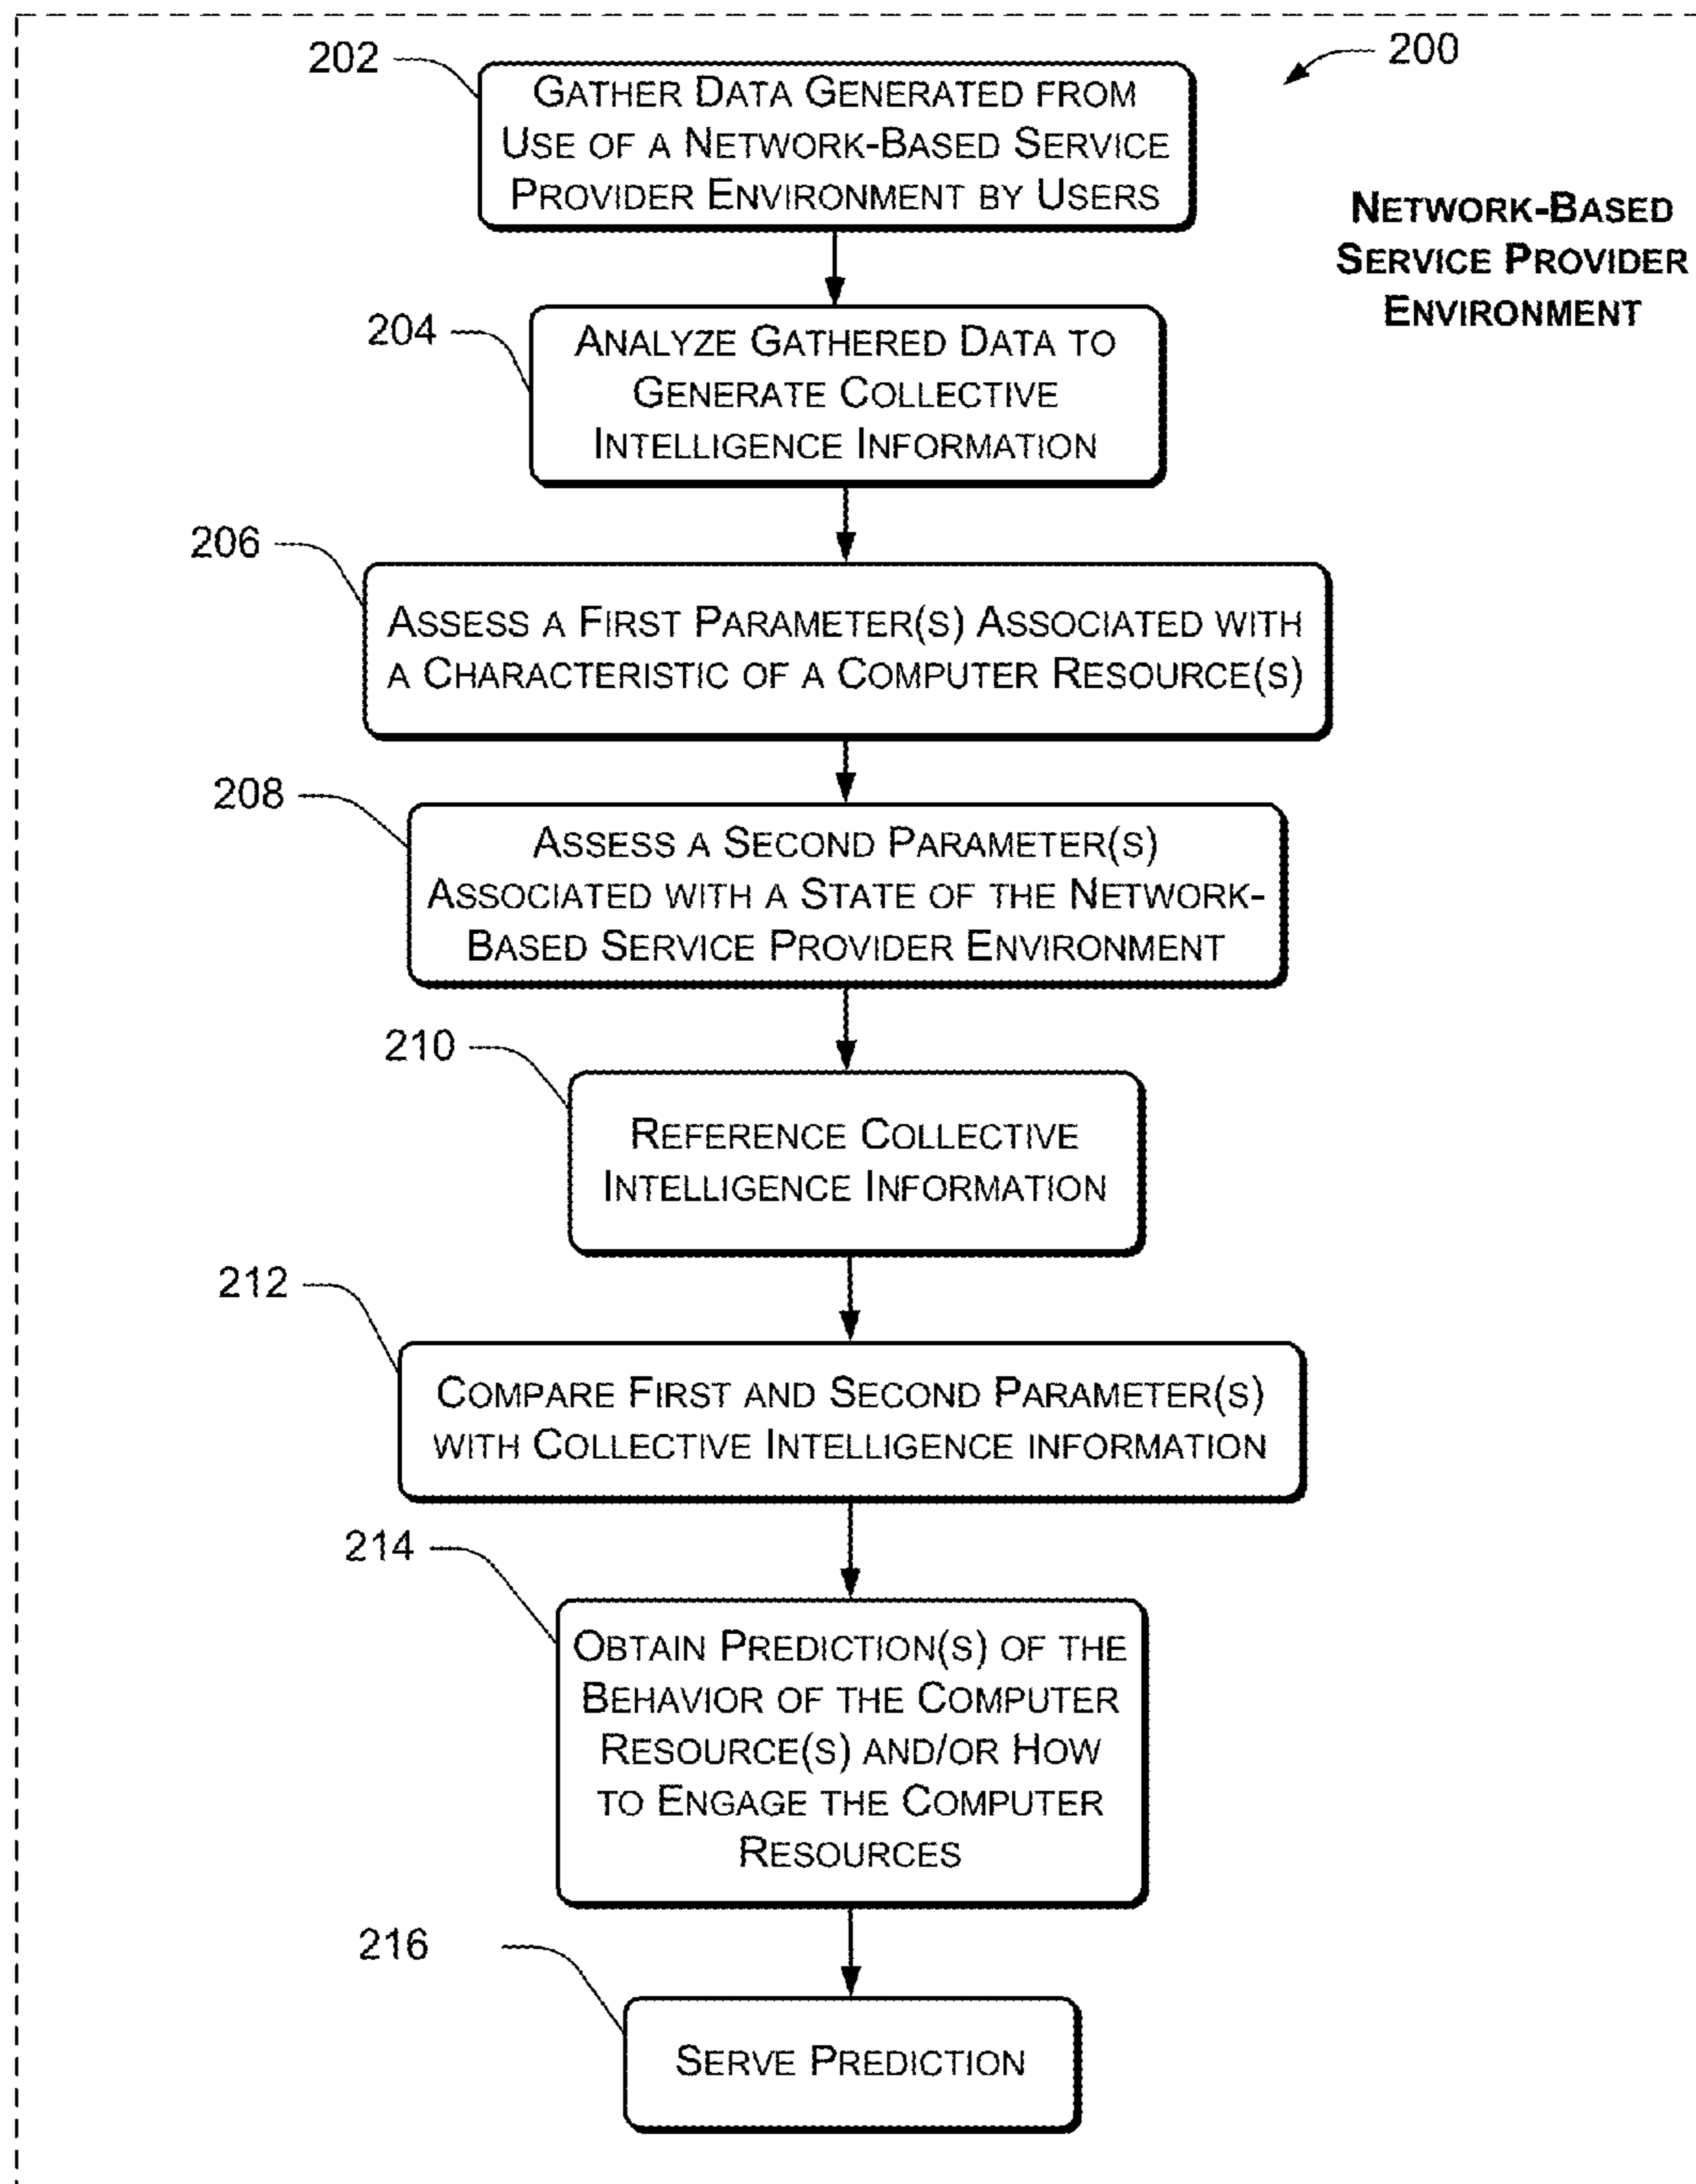 200
202
GATHER DATA GENERATED FROM
USE OF A NETWORK-BASED SERVICE
PROVIDER ENVIRONMENT BY USERS
NETWORK-BASED
SERVICE PROVIDER
ENVIRONMENT
204
ANALYZE GATHERED DATA TO
GENERATE COLLECTIVE
INTELLIGENCE INFORMATION
206
ASSESS A FIRST PARAMETER(S) ASSOCIATED WITH
A CHARACTERISTIC OF A COMPUTER RESOURCE(S)
208
ASSESS A SECOND PARAMETER(S)
ASSOCIATED WITH A STATE OF THE NETWORK-
BASED SERVICE PROVIDER ENVIRONMENT
210
REFERENCE COLLECTIVE
INTELLIGENCE INFORMATION
212
COMPARE FIRST AND SECOND PARAMETER(S)
WITH COLLECTIVE INTELLIGENCE INFORMATION
214
OBTAIN PREDICTION(S) OF THE
BEHAVIOR OF THE COMPUTER
RESOURCE(S) AND/OR HOW
TO ENGAGE THE COMPUTER
RESOURCES
216
SERVE PREDICTION